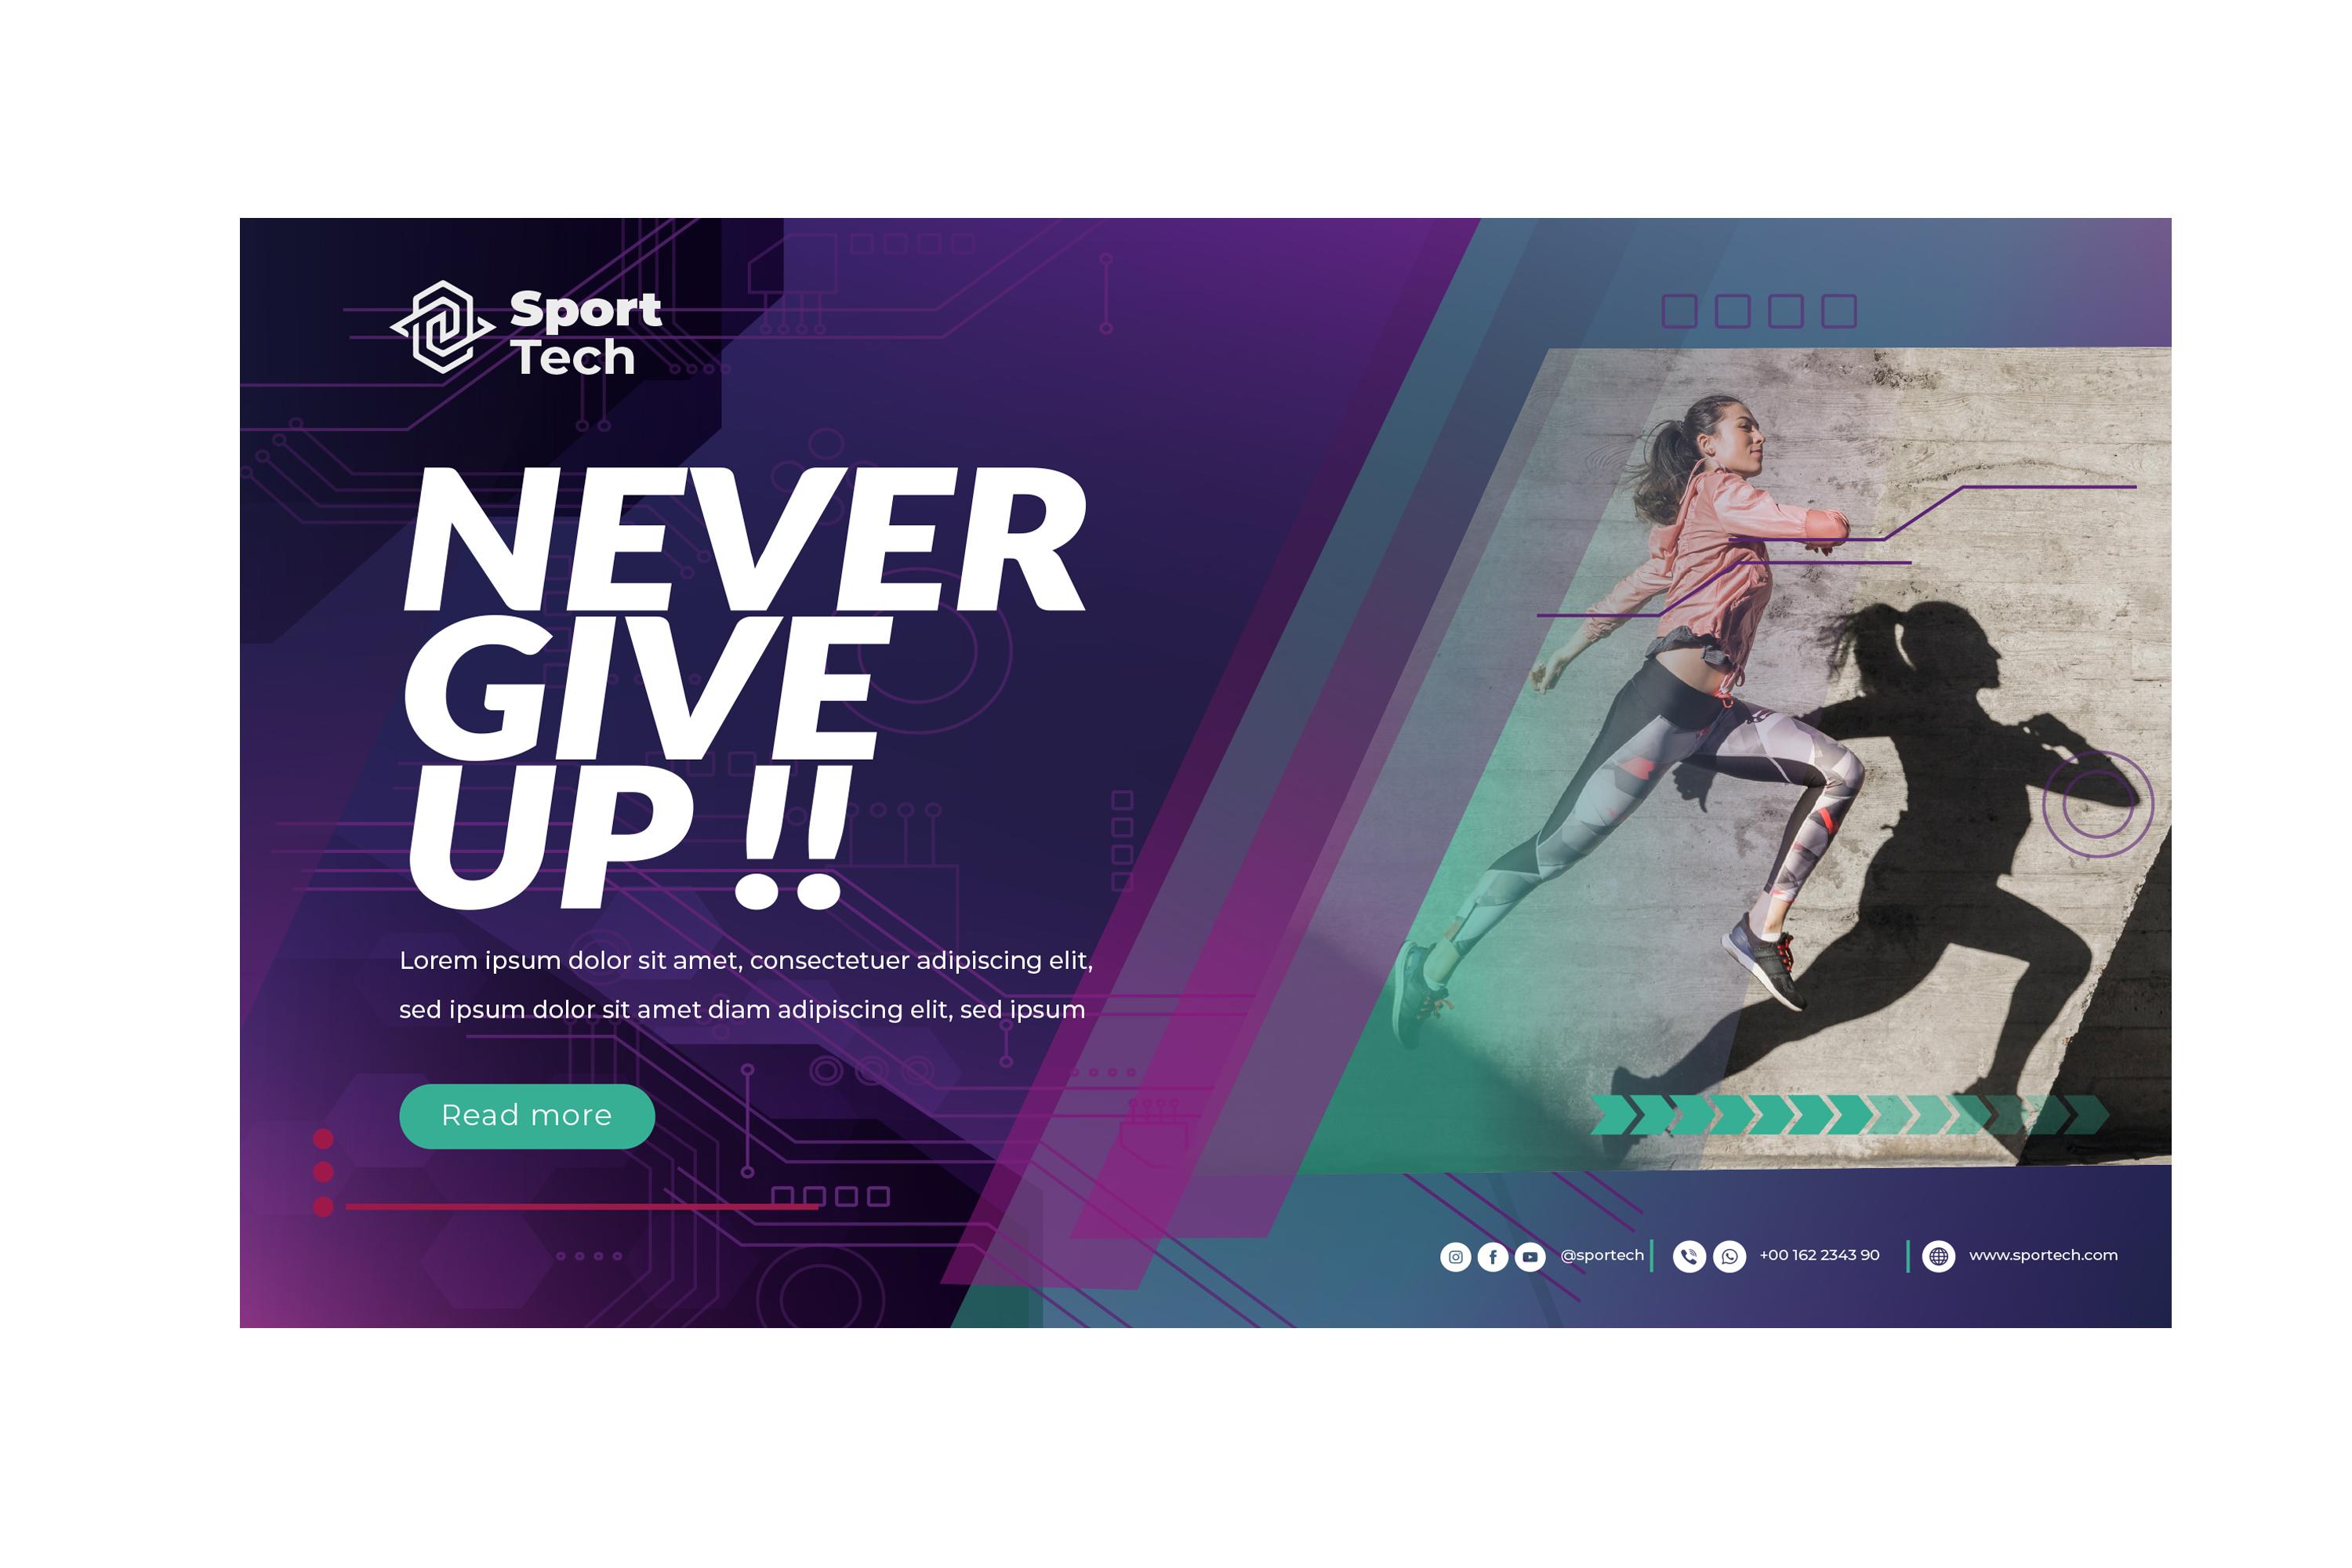 Sport
Tech
NEVER
GIVE
UP !!
Lorem ipsum dolor sit amet, consectetuer adipiscing elit,
sed ipsum dolor sit amet diam adipiscing elit, sed ipsum
Read more
@sportech
+00 162 2343 90
www.sportech.com